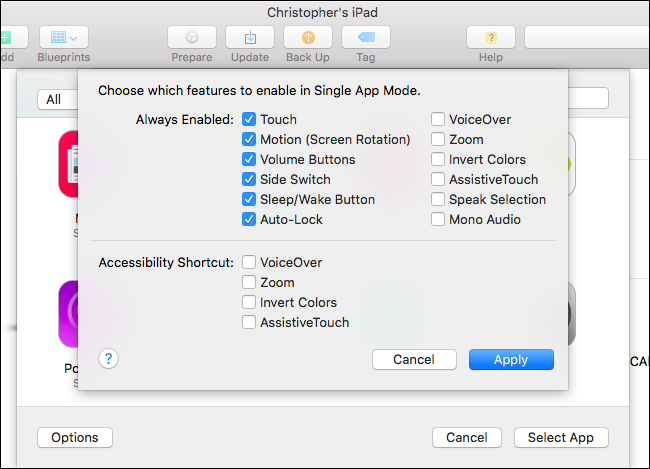 Christopher's iPad
dd Blueprints Prepare Update Back Up Tag Help
All
Choose which features to enable in Single App Mode.
Always Enabled: Touch VoiceOver
Motion (Screen Rotation) Zoom
Volume Buttons Invert Colors
Side Switch AssistiveTouch
Sleep/Wake Button Speak Selection
Auto-Lock Mono Audio
Accessibility Shortcut: VoiceOver
Zoom
Invert Colors
AssistiveTouch
? Cancel Apply
Po
CAL
Options Cancel Select App